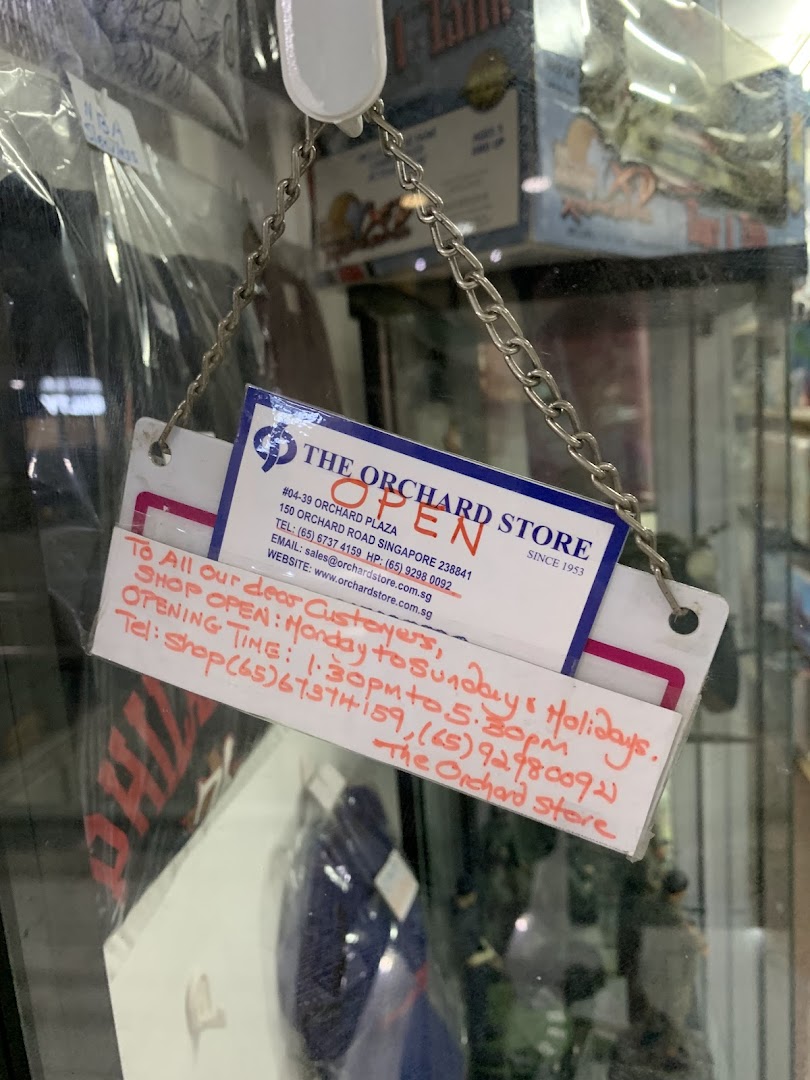 NBA
THE ORCHARD STORE
SINCE 1953
OPEN
#04-39 ORCHARD PLAZA
150 ORCHARD ROAD SINGAPORE 238841
TEL: (65) 6737 4159 HP: (65) 9298 0092
EMAIL: sales@orchardstore.com.sg
WEBSITE: www.orchardstore.com.sg
To All our dear Customers,
SHOP OPEN: Monday to Sunday & Holidays.
OPENING TIME: 1.30pm to 5.30pm
Tel: Shop (65)67374159, (65)92980092
The Orchard Store
PHIL